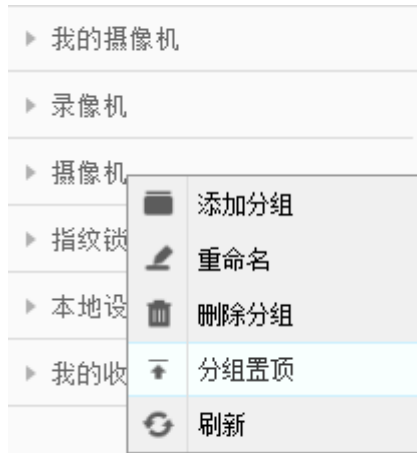 我的摄像机
录像机
摄像机
指纹锁
本地设
我的收
添加分组
重命名
删除分组
分组置顶
刷新